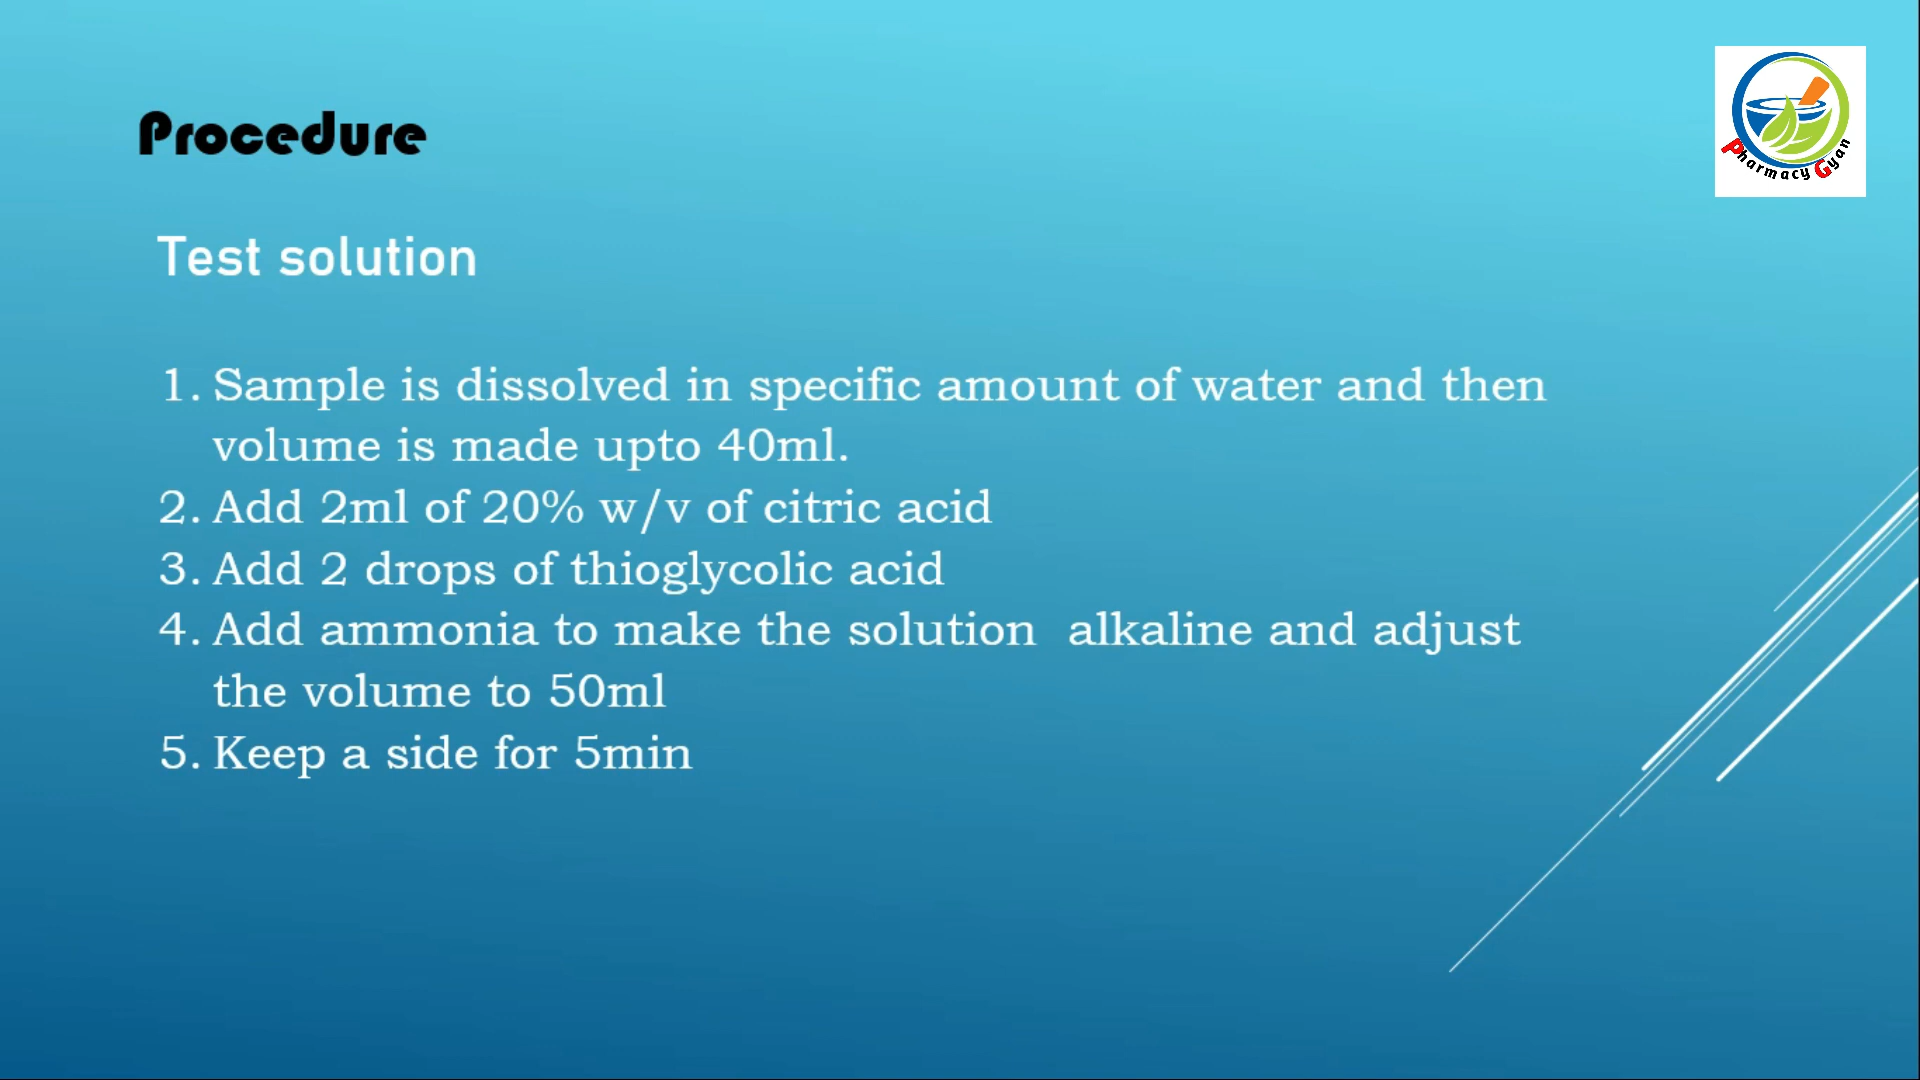 Procedure
Pharmacy Gyan
Test solution
1. Sample is dissolved in specific amount of water and then
volume is made upto 40ml.
2. Add 2ml of 20% w/v of citric acid
3. Add 2 drops of thioglycolic acid
4. Add ammonia to make the solution  alkaline and adjust
the volume to 50ml
5. Keep a side for 5min